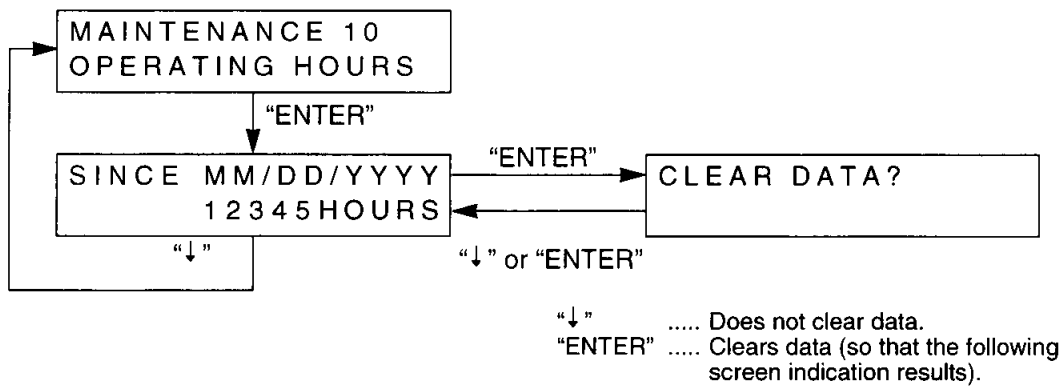 MAINTENANCE 10
OPERATING HOURS
“ENTER”
SINCE MM/DD/YYYY
12345HOURS
“ENTER”
CLEAR DATA?
“↓”
“↓” or “ENTER”
“↓” ..... Does not clear data.
“ENTER” ..... Clears data (so that the following
screen indication results).